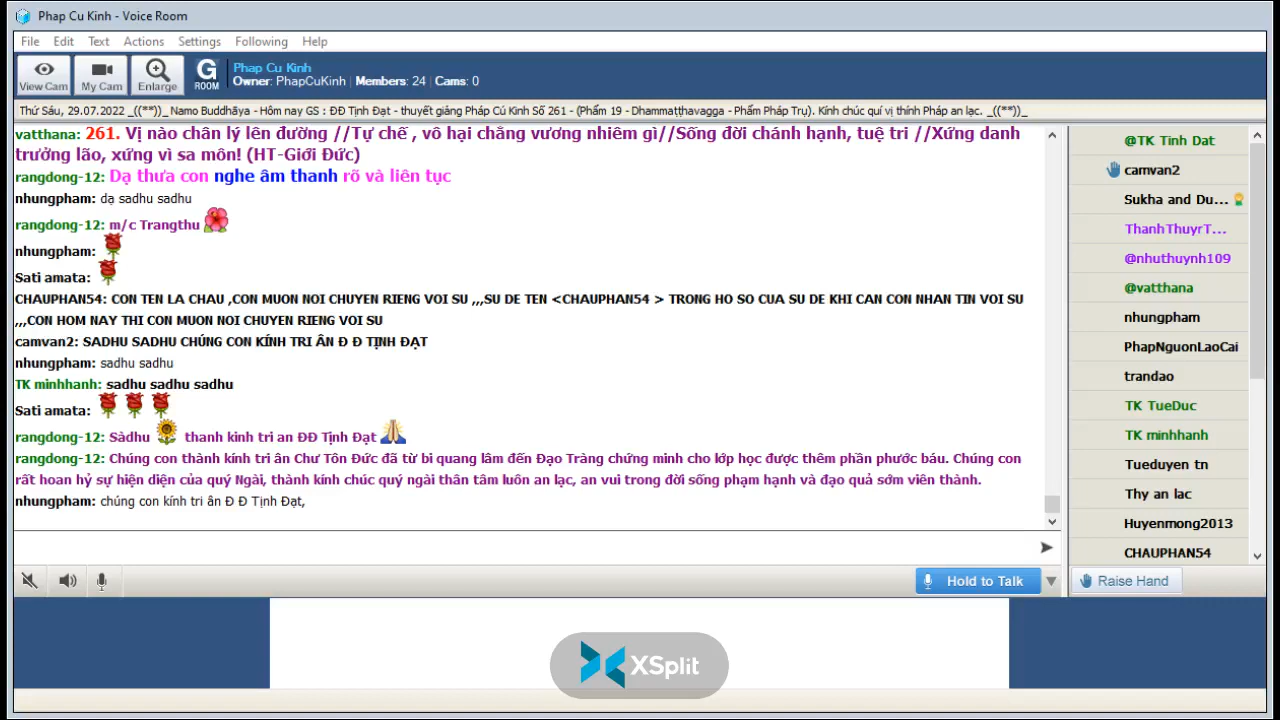 Phap Cu Kinh - Voice Room
File Edit Text Actions Settings Following Help
View Cam My Cam Enlarge G ROOM
Phap Cu Kinh
Owner: PhapCuKinh Members: 24 Cams: 0
Thứ Sáu, 29.07.2022 _((**))_ Namo Buddhāya - Hôm nay GS : ĐĐ Tịnh Đạt - thuyết giảng Pháp Cú Kinh Số 261 - (Phẩm 19 - Dhammaṭṭhavagga - Phẩm Pháp Trụ). Kính chúc quí vị thính Pháp an lạc. _((**))_
vatthana: 261. Vị nào chân lý lên đường //Tự chế , vô hại chẳng vương nhiêm gì//Sống đời chánh hạnh, tuệ tri //Xứng danh
trưởng lão, xứng vì sa môn! (HT-Giới Đức)
rangdong-12: Dạ thưa con nghe âm thanh rõ và liên tục
nhungpham: dạ sadhu sadhu
rangdong-12: m/c Trangthu
nhungpham:
Sati amata:
CHAUPHAN54: CON TEN LA CHAU ,CON MUON NOI CHUYEN RIENG VOI SU ,,,SU DE TEN <CHAUPHAN54 > TRONG HO SO CUA SU DE KHI CAN CON NHAN TIN VOI SU
,,,CON HOM NAY THI CON MUON NOI CHUYEN RIENG VOI SU
camvan2: SADHU SADHU CHÚNG CON KÍNH TRI ÂN Đ Đ TỊNH ĐẠT
nhungpham: sadhu sadhu
TK minhhanh: sadhu sadhu sadhu
Sati amata:
rangdong-12: Sàdhu thanh kinh tri an ĐĐ Tịnh Đạt
rangdong-12: Chúng con thành kính tri ân Chư Tôn Đức đã từ bi quang lâm đến Đạo Tràng chứng minh cho lớp học được thêm phần phước báu. Chúng con
rất hoan hỷ sự hiện diện của quý Ngài, thành kính chúc quý ngài thân tâm luôn an lạc, an vui trong đời sống phạm hạnh và đạo quả sớm viên thành.
nhungpham: chúng con kính tri ân Đ Đ Tịnh Đạt,
@TK Tinh Dat
camvan2
Sukha and Du...
ThanhThuyrT...
@nhuthuynh109
@vatthana
nhungpham
PhapNguonLaoCai
trandao
TK TueDuc
TK minhhanh
Tueduyen tn
Thy an lac
Huyenmong2013
CHAUPHAN54
Hold to Talk
Raise Hand
XSplit